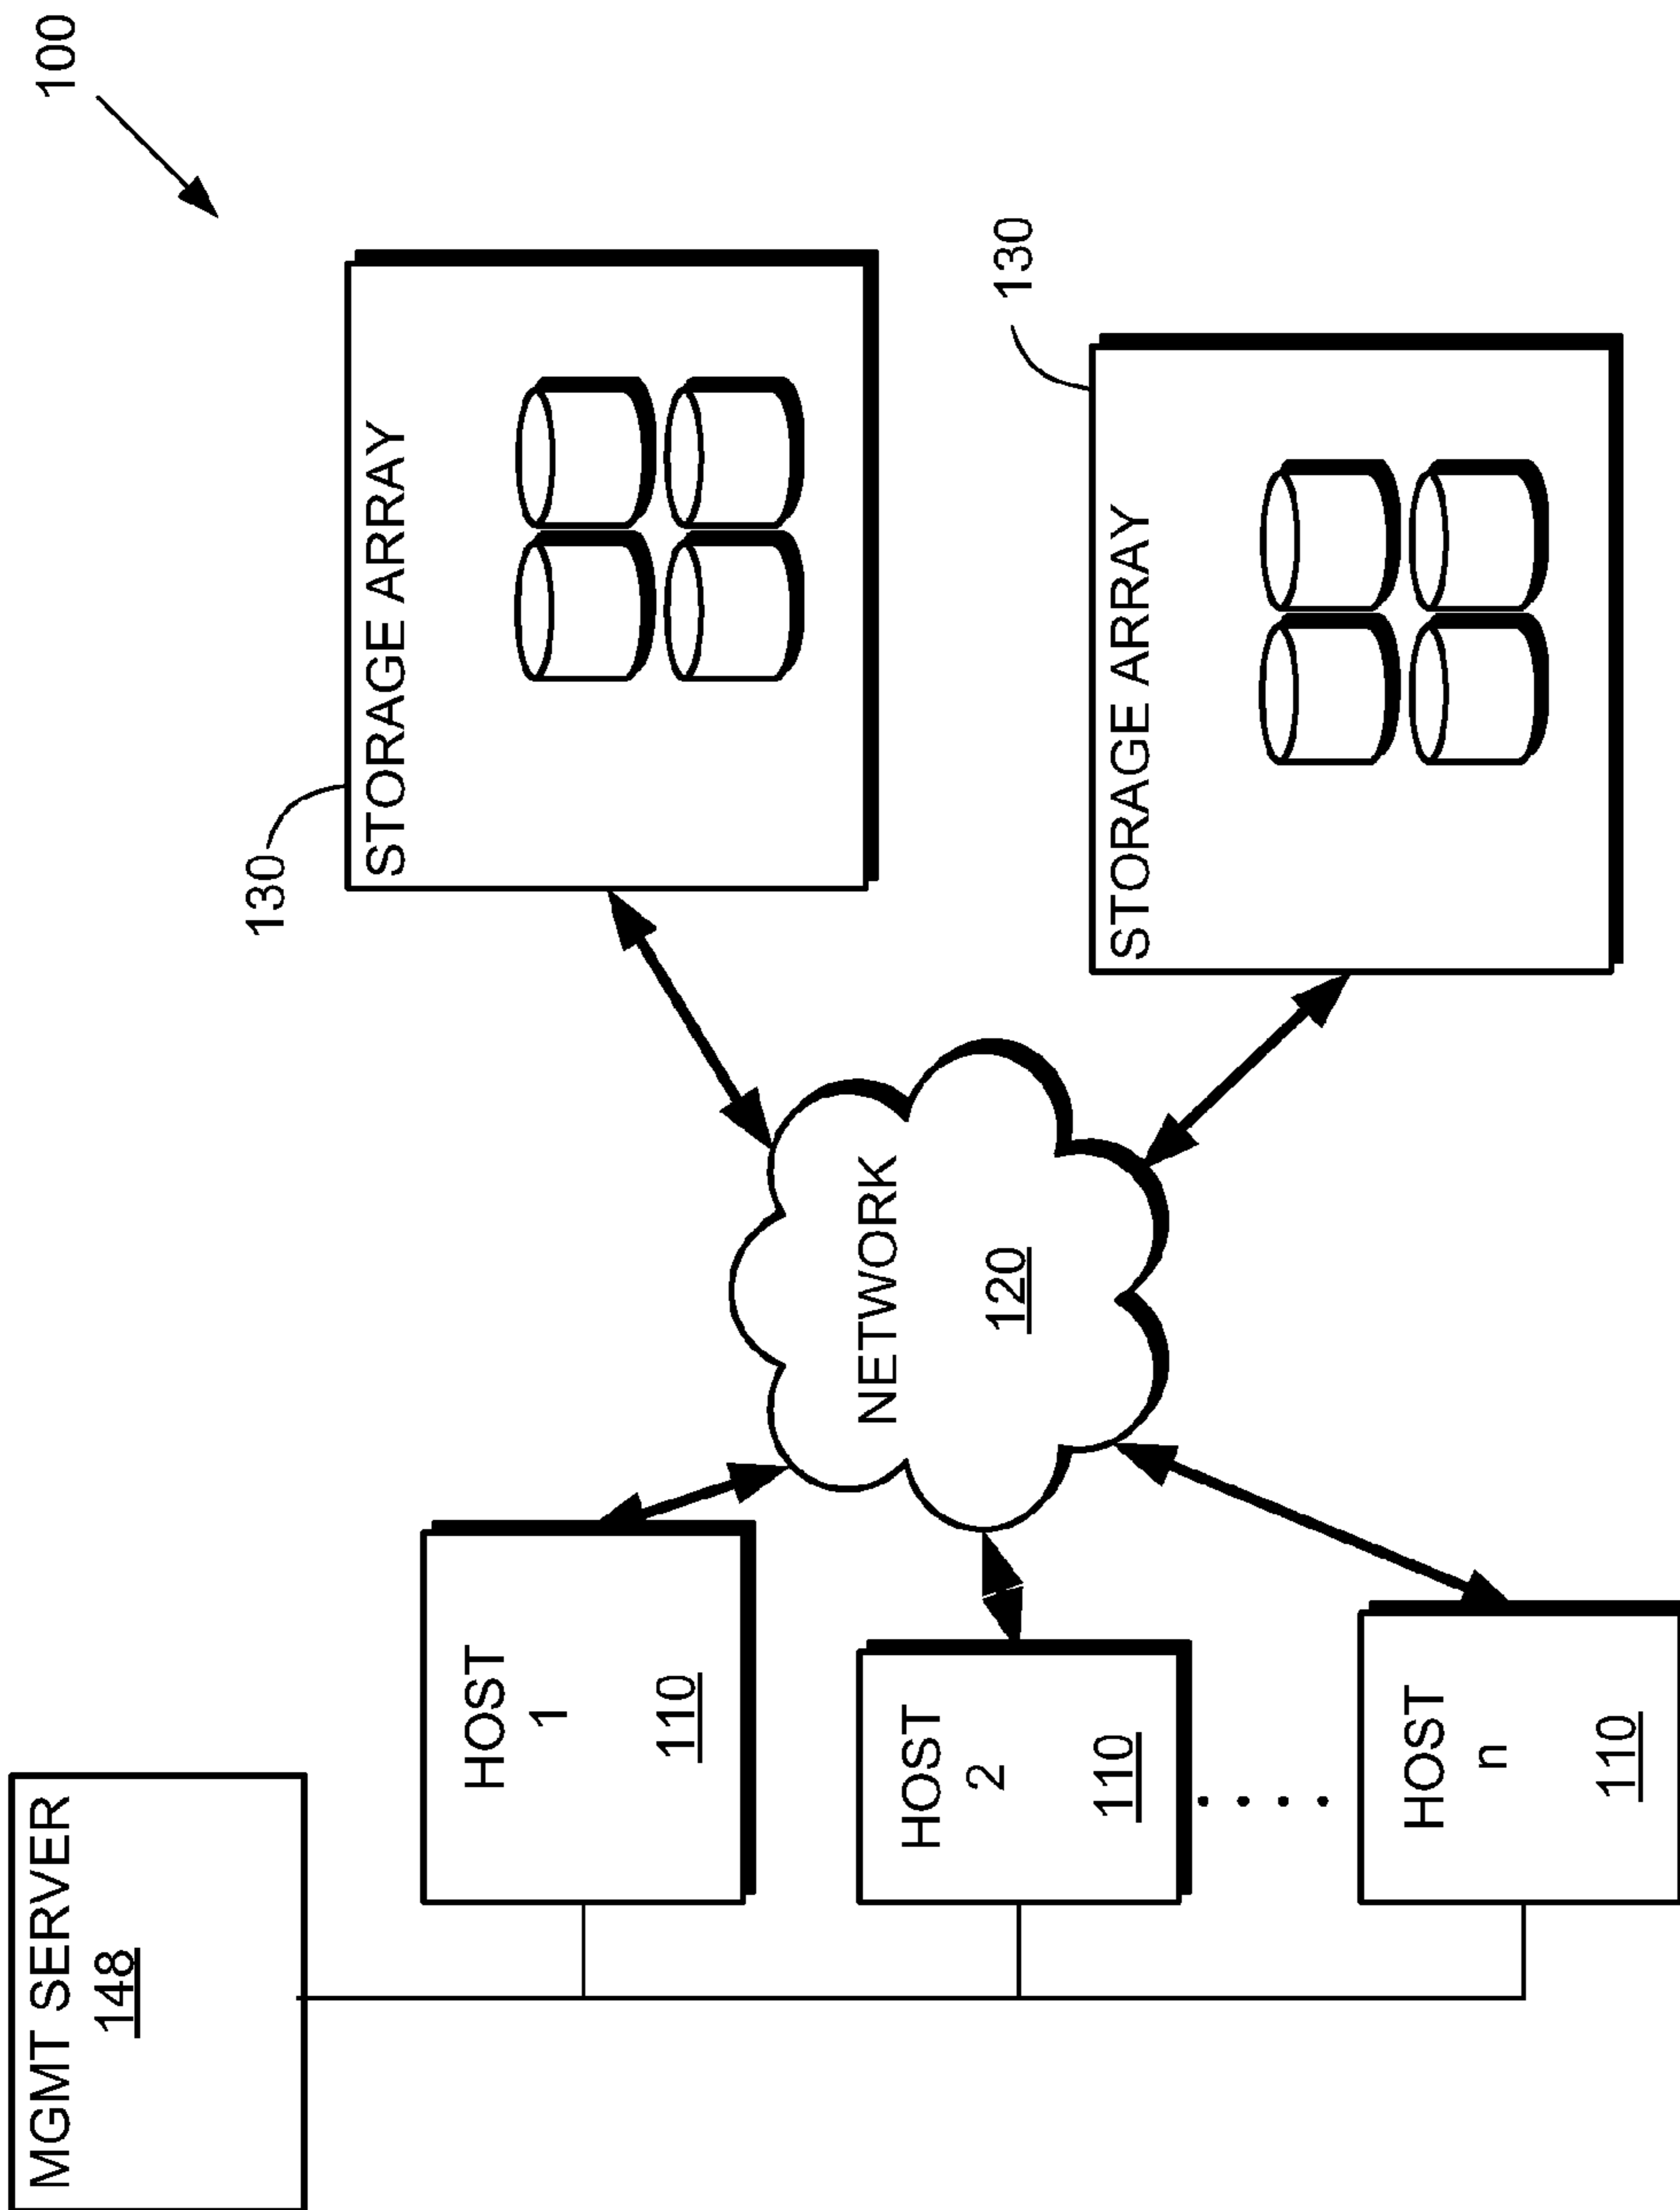 100
MGMT SERVER
148
130
STORAGE ARRAY
HOST
1
110
NETWORK
120
130
STORAGE ARRAY
HOST
2
110
. . . .
HOST
n
110